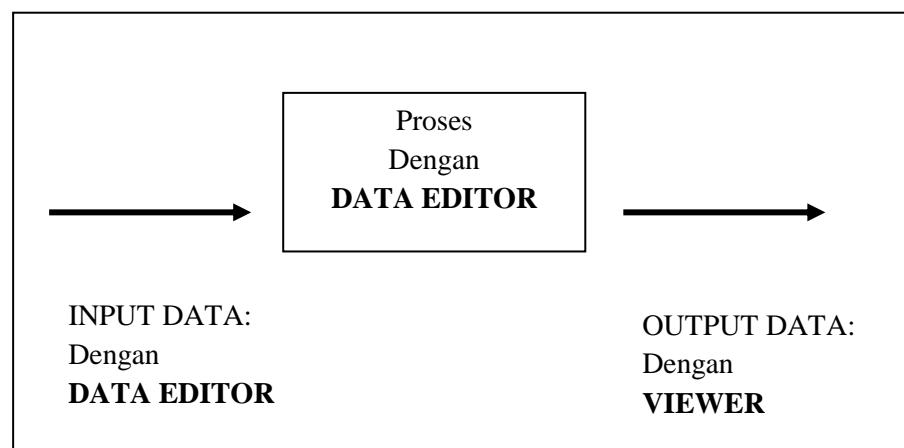 Proses
Dengan
DATA EDITOR
INPUT DATA:
Dengan
DATA EDITOR
OUTPUT DATA:
Dengan
VIEWER